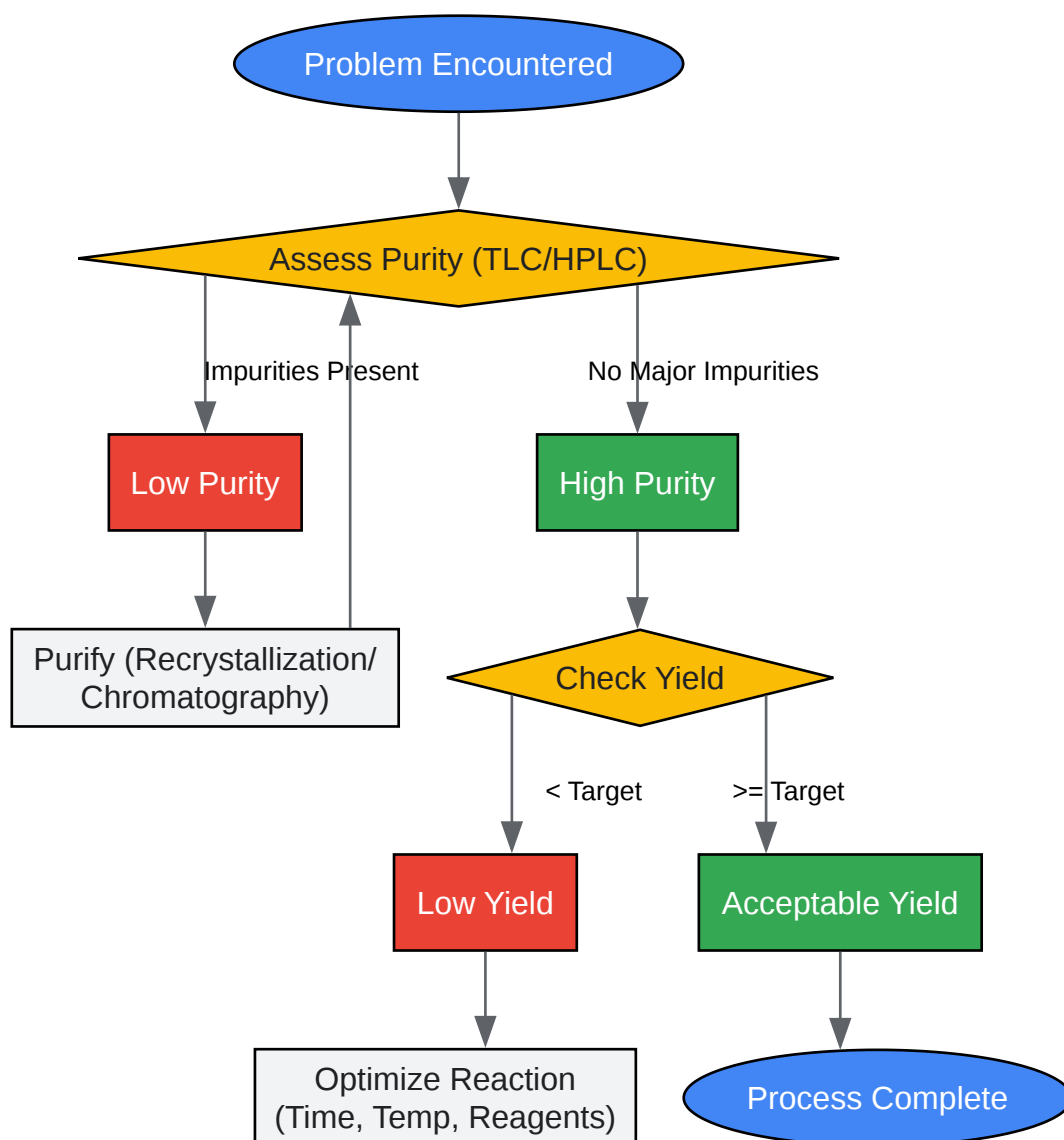 Problem Encountered
Assess Purity (TLC/HPLC)
Impurities Present
No Major Impurities
Low Purity
High Purity
Purify (Recrystallization/
Chromatography)
Check Yield
< Target
>= Target
Low Yield
Acceptable Yield
Optimize Reaction
(Time, Temp, Reagents)
Process Complete